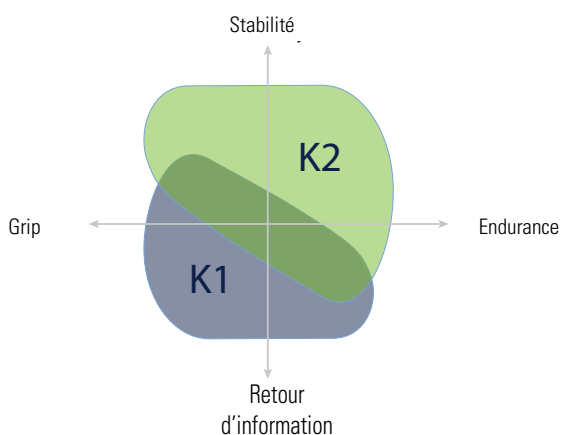 Stabilité
K2
Grip
Endurance
K1
Retour
d'information